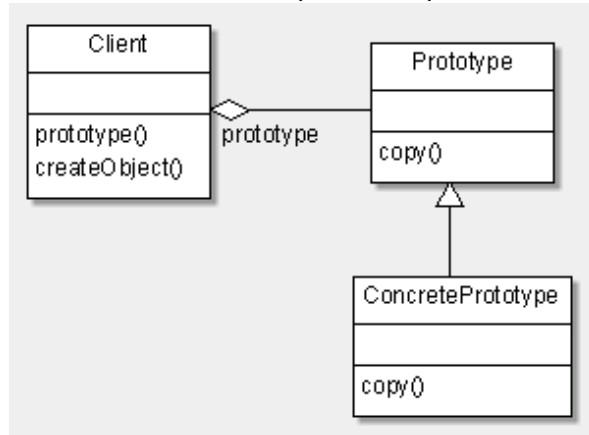 Client
prototype()
createObject()
prototype
Prototype
copy()
ConcretePrototype
copy()